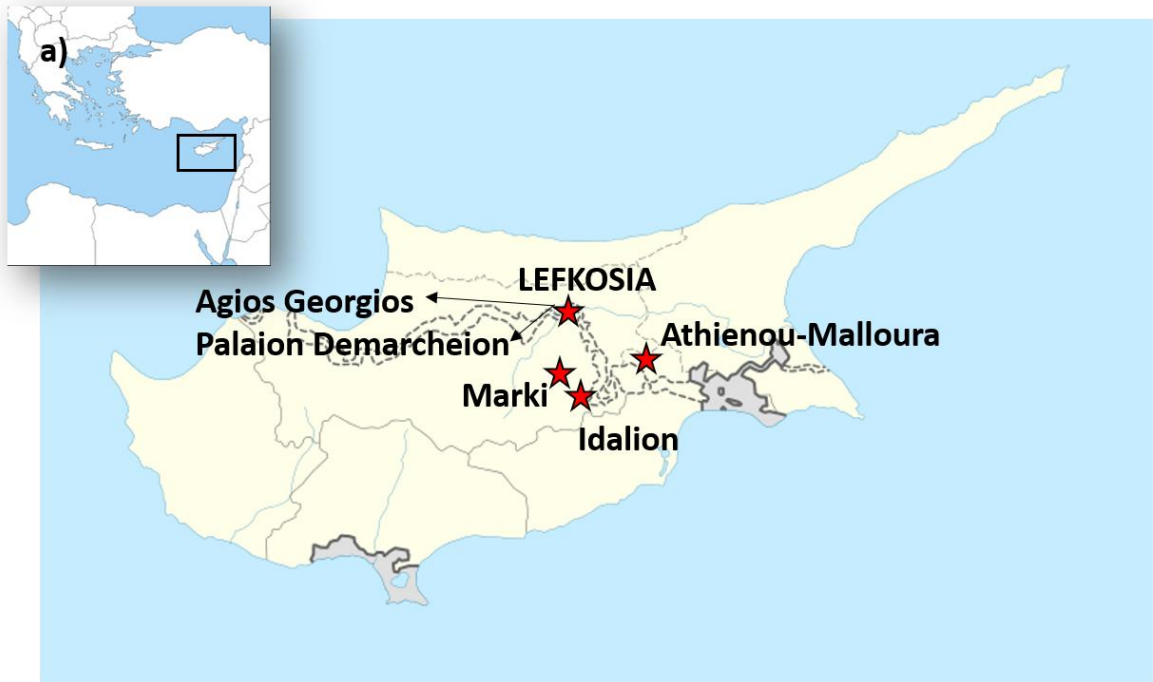 a)
LEFKOSIA
Agios Georgios
Palaion Demarcheion
Athienou-Malloura
Marki
Idalion